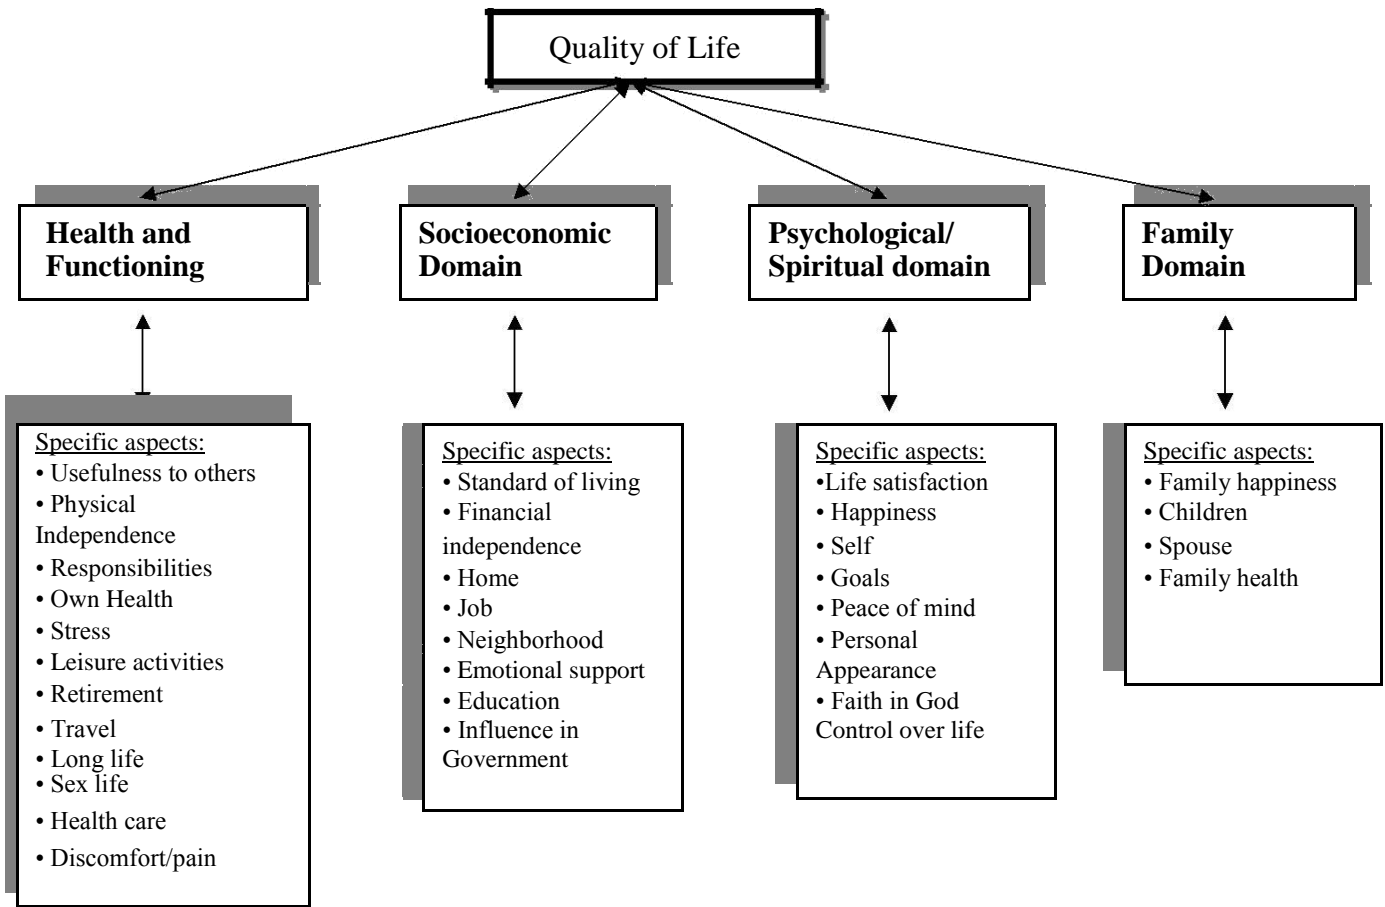 Quality of Life
Health and
Functioning
Socioeconomic
Domain
Psychological/
Spiritual domain
Family
Domain
Specific aspects:
• Usefulness to others
• Physical
Independence
• Responsibilities
• Own Health
• Stress
• Leisure activities
• Retirement
• Travel
• Long life
• Sex life
• Health care
• Discomfort/pain
Specific aspects:
• Standard of living
• Financial
independence
• Home
• Job
• Neighborhood
• Emotional support
• Education
• Influence in
Government
Specific aspects:
•Life satisfaction
• Happiness
• Self
• Goals
• Peace of mind
• Personal
Appearance
• Faith in God
Control over life
Specific aspects:
• Family happiness
• Children
• Spouse
• Family health